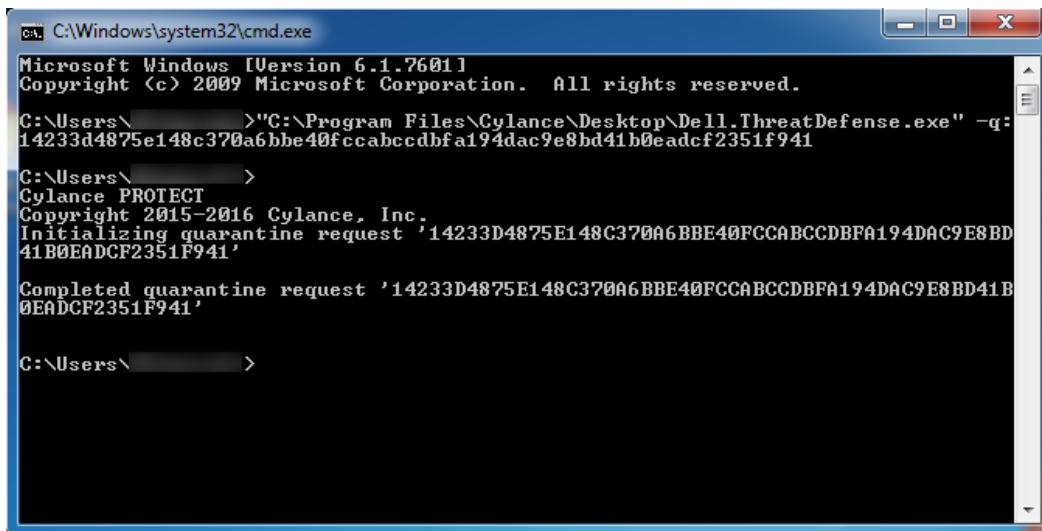 C:\Windows\system32\cmd.exe
Microsoft Windows [Version 6.1.7601]
Copyright (c) 2009 Microsoft Corporation.  All rights reserved.
C:\Users\ >"C:\Program Files\Cylance\Desktop\Dell.ThreatDefense.exe" -q:
14233d4875e148c370a6bbe40fccabccdbfa194dac9e8bd41b0eadcf2351f941
C:\Users\ >
Cylance PROTECT
Copyright 2015-2016 Cylance, Inc.
Initializing quarantine request '14233D4875E148C370A6BBE40FCCABCCDBFA194DAC9E8BD
41B0EADCF2351F941'
Completed quarantine request '14233D4875E148C370A6BBE40FCCABCCDBFA194DAC9E8BD41B
0EADCF2351F941'
C:\Users\ >